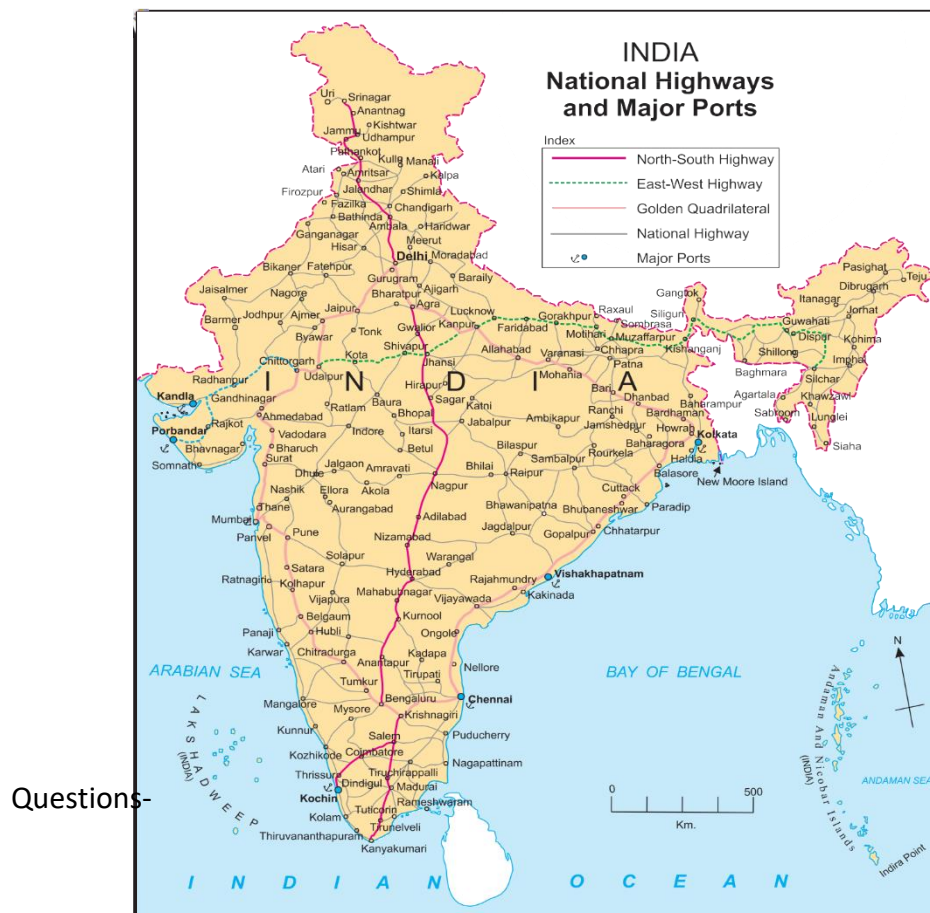 INDIA
National Highways
and Major Ports
Index
North-South Highway
East-West Highway
Golden Quadrilateral
National Highway
Major Ports
Uri
Srinagar
Anantnag
Kishtwar
Jammu
Udhampur
Pathankot
Kullu
Manali
Atari
Amritsar
Kalpa
Jalandhar
Shimla
Firozpur
Fazilka
Chandigarh
Bathinda
Ambala
Haridwar
Ganganagar
Hisar
Meerut
Delhi
Moradabad
Bikaner
Fatehpur
Gurugram
Baraily
Jaisalmer
Nagore
Bharatpur
Ajigarh
Jaipur
Agra
Lucknow
Gorakhpur
Raxaul
Gangtok
Siliguri
Pasighat
Teju
Dibrugarh
Itanagar
Jorhat
Barmer
Jodhpur
Ajmer
Byawar
Tonk
Gwalior
Kanpur
Faridabad
Motihari
Sombrasa
Muzaffarpur
Guwahati
Dispur
Kohima
Chittorgarh
Kota
Shivapur
Jhansi
Allahabad
Varanasi
Chhapra
Patna
Kishanganj
Shillong
Imphal
Baghmara
Silchar
Radhanpur
Udaipur
I N D I A
Mohania
Kandla
Gandhinagar
Hirapur
Bari
Dhanbad
Baharampur
Agartala
Khawzawl
Ahmedabad
Ratlam
Baura
Sagar
Katni
Ranchi
Bardhaman
Sabroom
Lunglei
Porbandar
Rajkot
Bhopal
Jabalpur
Ambikapur
Jamshedpur
Howrah
Kolkata
Siaha
Vadodara
Indore
Itarsi
Bilaspur
Baharagora
Bhavnagar
Bharuch
Betul
Rourkela
Haldia
Somnath
Surat
Jalgaon
Amravati
Bhilai
Raipur
Sambalpur
Balasore
New Moore Island
Dhule
Akola
Nagpur
Cuttack
Nashik
Ellora
Aurangabad
Bhawanipatna
Bhubaneshwar
Paradip
Thane
Mumbai
Adilabad
Jagdalpur
Gopalpur
Chhatarpur
Panvel
Pune
Nizamabad
Solapur
Warangal
Satara
Hyderabad
Rajahmundry
Vishakhapatnam
Ratnagiri
Kolhapur
Vijapura
Mahabubnagar
Vijayawada
Kakinada
Belgaum
Kurnool
Panaji
Hubli
Ongole
Karwar
Chitradurga
Anantapur
Kadapa
Nellore
Tirupati
ARABIAN SEA
BAY OF BENGAL
N
Tumkur
Mangalore
Mysore
Bengaluru
Chennai
Krishnagiri
LAKSHADWEEP
(INDIA)
Kunnur
Salem
Puducherry
Kozhikode
Coimbatore
Nagapattinam
Thrissur
Tiruchirappalli
Dindigul
Madurai
Kochin
Rameshwaram
Kolam
Tuticorin
Tirunelveli
Thiruvananthapuram
Kanyakumari
Andaman And Nicobar Islands
(INDIA)
ANDAMAN SEA
Indira Point
0 500
Km.
INDIAN OCEAN
Questions-